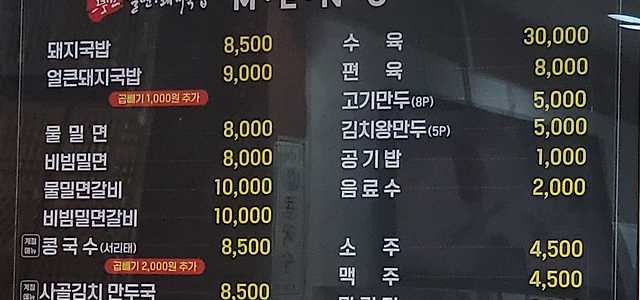 MENU
돼지국밥 8,500
얼큰돼지국밥 9,000
곱빼기 1,000원 추가
물밀면 8,000
비빔밀면 8,000
물밀면갈비 10,000
비빔밀면갈비 10,000
계절메뉴 콩국수(서리태) 8,500
곱빼기 2,000원 추가
계절메뉴 사골김치 만두국 8,500
수육 30,000
편육 8,000
고기만두(8P) 5,000
김치왕만두(5P) 5,000
공기밥 1,000
음료수 2,000
소주 4,500
맥주 4,500